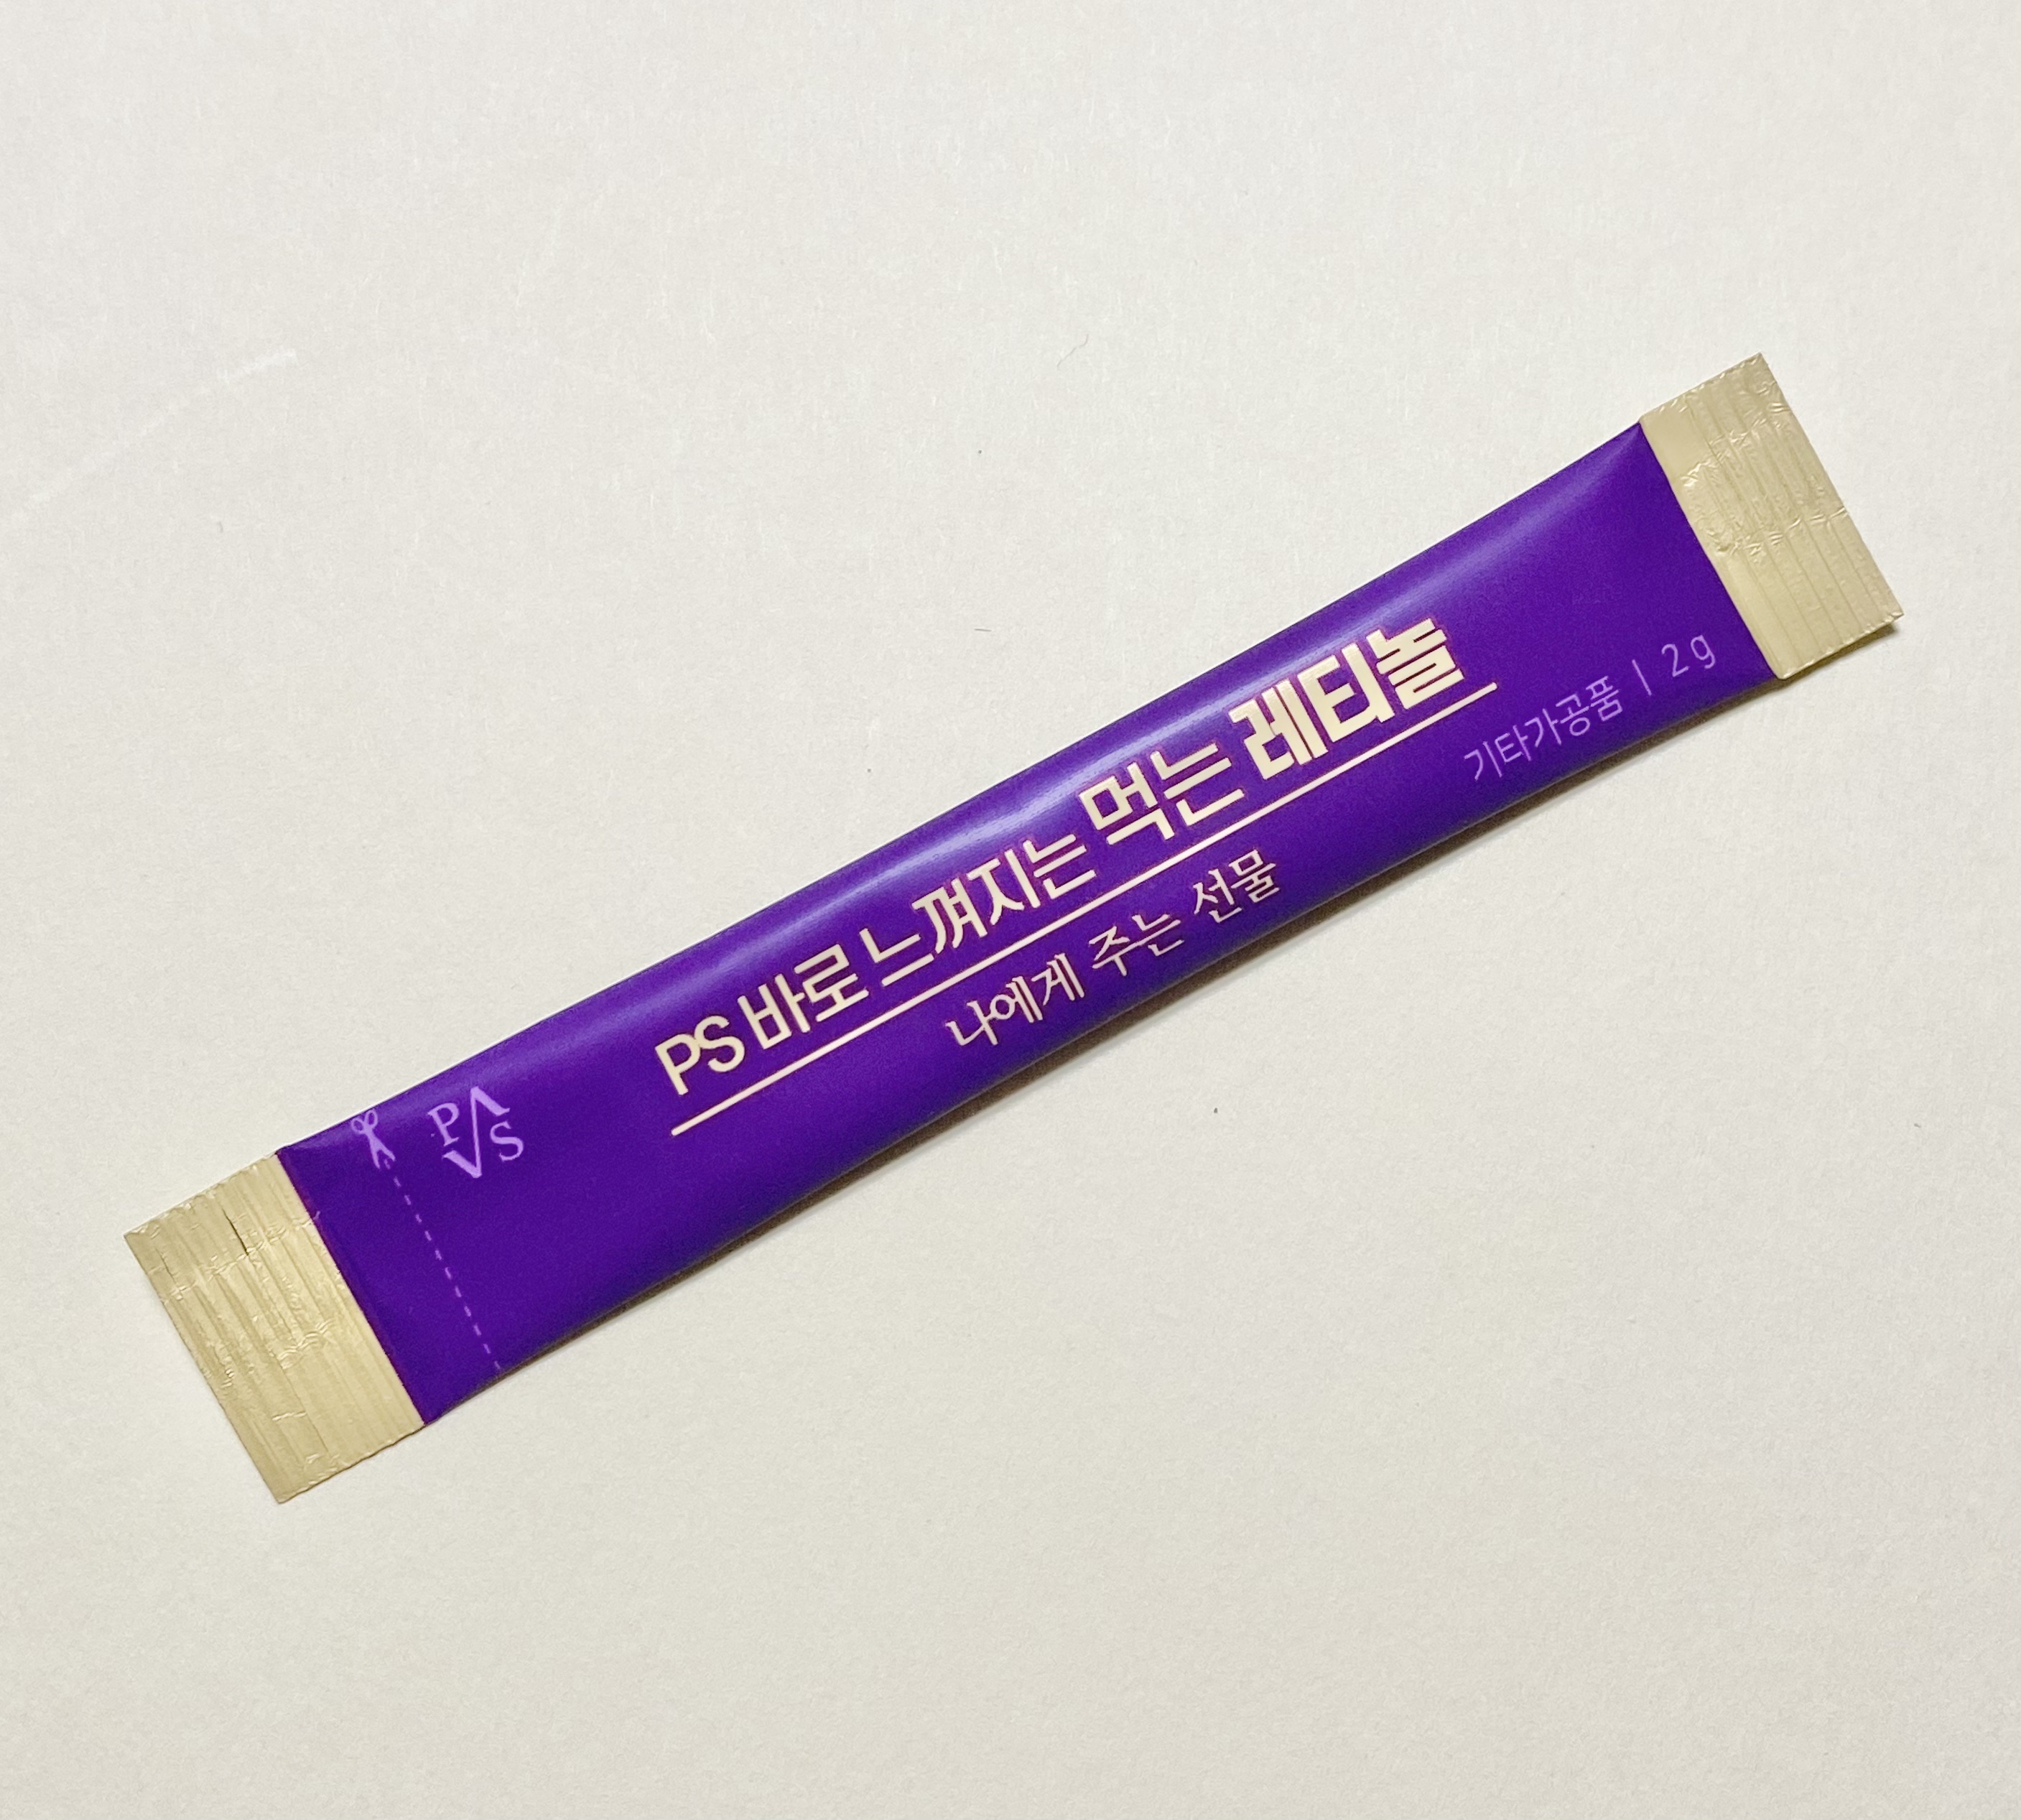 PS
PS 바로 느껴지는 먹는 레티놀
나에게 주는 선물
기타가공품 | 2g